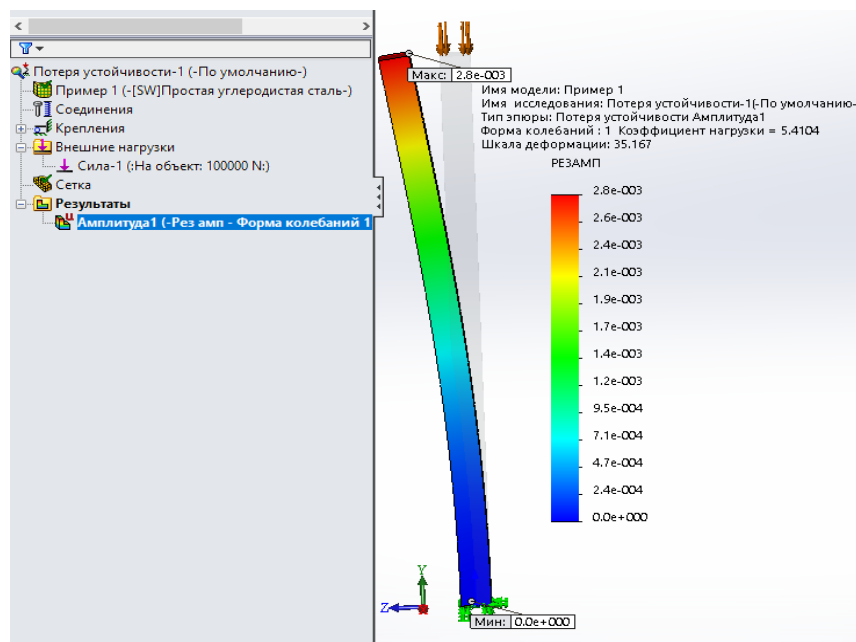 Потеря устойчивости-1 (-По умолчанию-)
Пример 1 (-[SW]Простая углеродистая сталь-)
Соединения
Крепления
Внешние нагрузки
Сила-1 (:На объект: 100000 N:)
Сетка
Результаты
Амплитуда1 (-Рез амп - Форма колебаний 1
Макс: 2.8e-003
Имя модели: Пример 1
Имя исследования: Потеря устойчивости-1(-По умолчанию-
Тип эпюры: Потеря устойчивости Амплитуда1
Форма колебаний : 1 Коэффициент нагрузки = 5.4104
Шкала деформации: 35.167
РЕЗАМП
2.8e-003
2.6e-003
2.4e-003
2.1e-003
1.9e-003
1.7e-003
1.4e-003
1.2e-003
9.5e-004
7.1e-004
4.7e-004
2.4e-004
0.0e+000
Y
Z
Мин: 0.0e+000